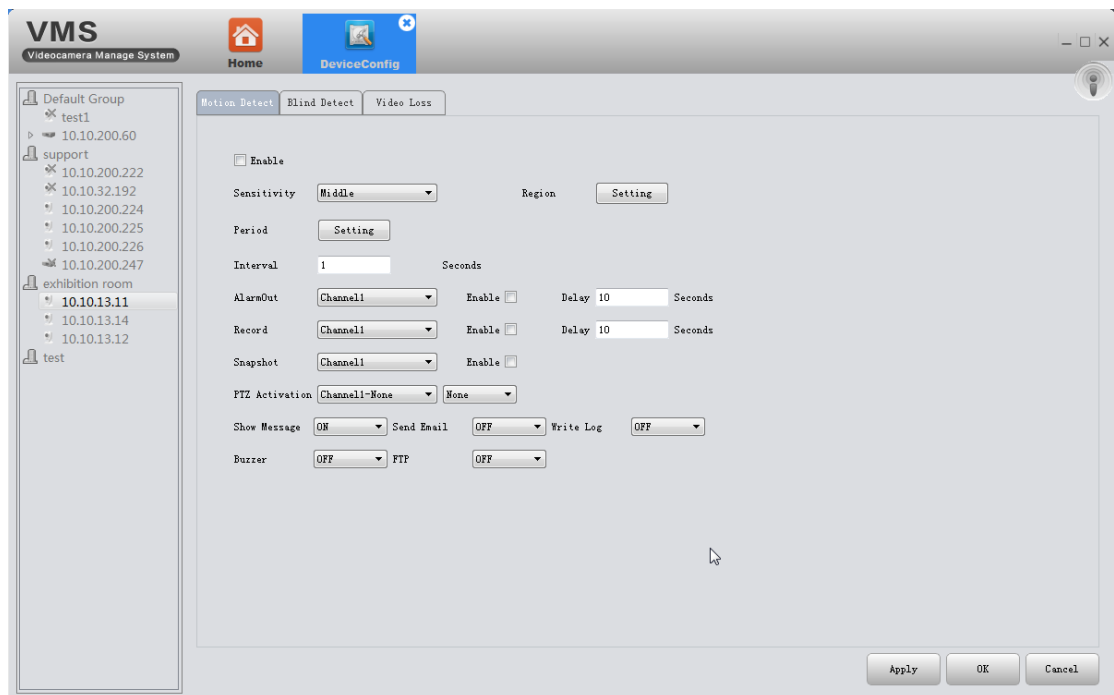 VMS
Videocamera Manage System
Home
DeviceConfig
Default Group
test1
10.10.200.60
support
10.10.200.222
10.10.32.192
10.10.200.224
10.10.200.225
10.10.200.226
10.10.200.247
exhibition room
10.10.13.11
10.10.13.14
10.10.13.12
test
Motion Detect Blind Detect Video Loss
Enable
Sensitivity Middle Region Setting
Period Setting
Interval 1 Seconds
AlarmOut Channel1 Enable Delay 10 Seconds
Record Channel1 Enable Delay 10 Seconds
Snapshot Channel1 Enable
PTZ Activation Channel1-None None
Show Message ON Send Email OFF Write Log OFF
Buzzer OFF FTP OFF
Apply OK Cancel